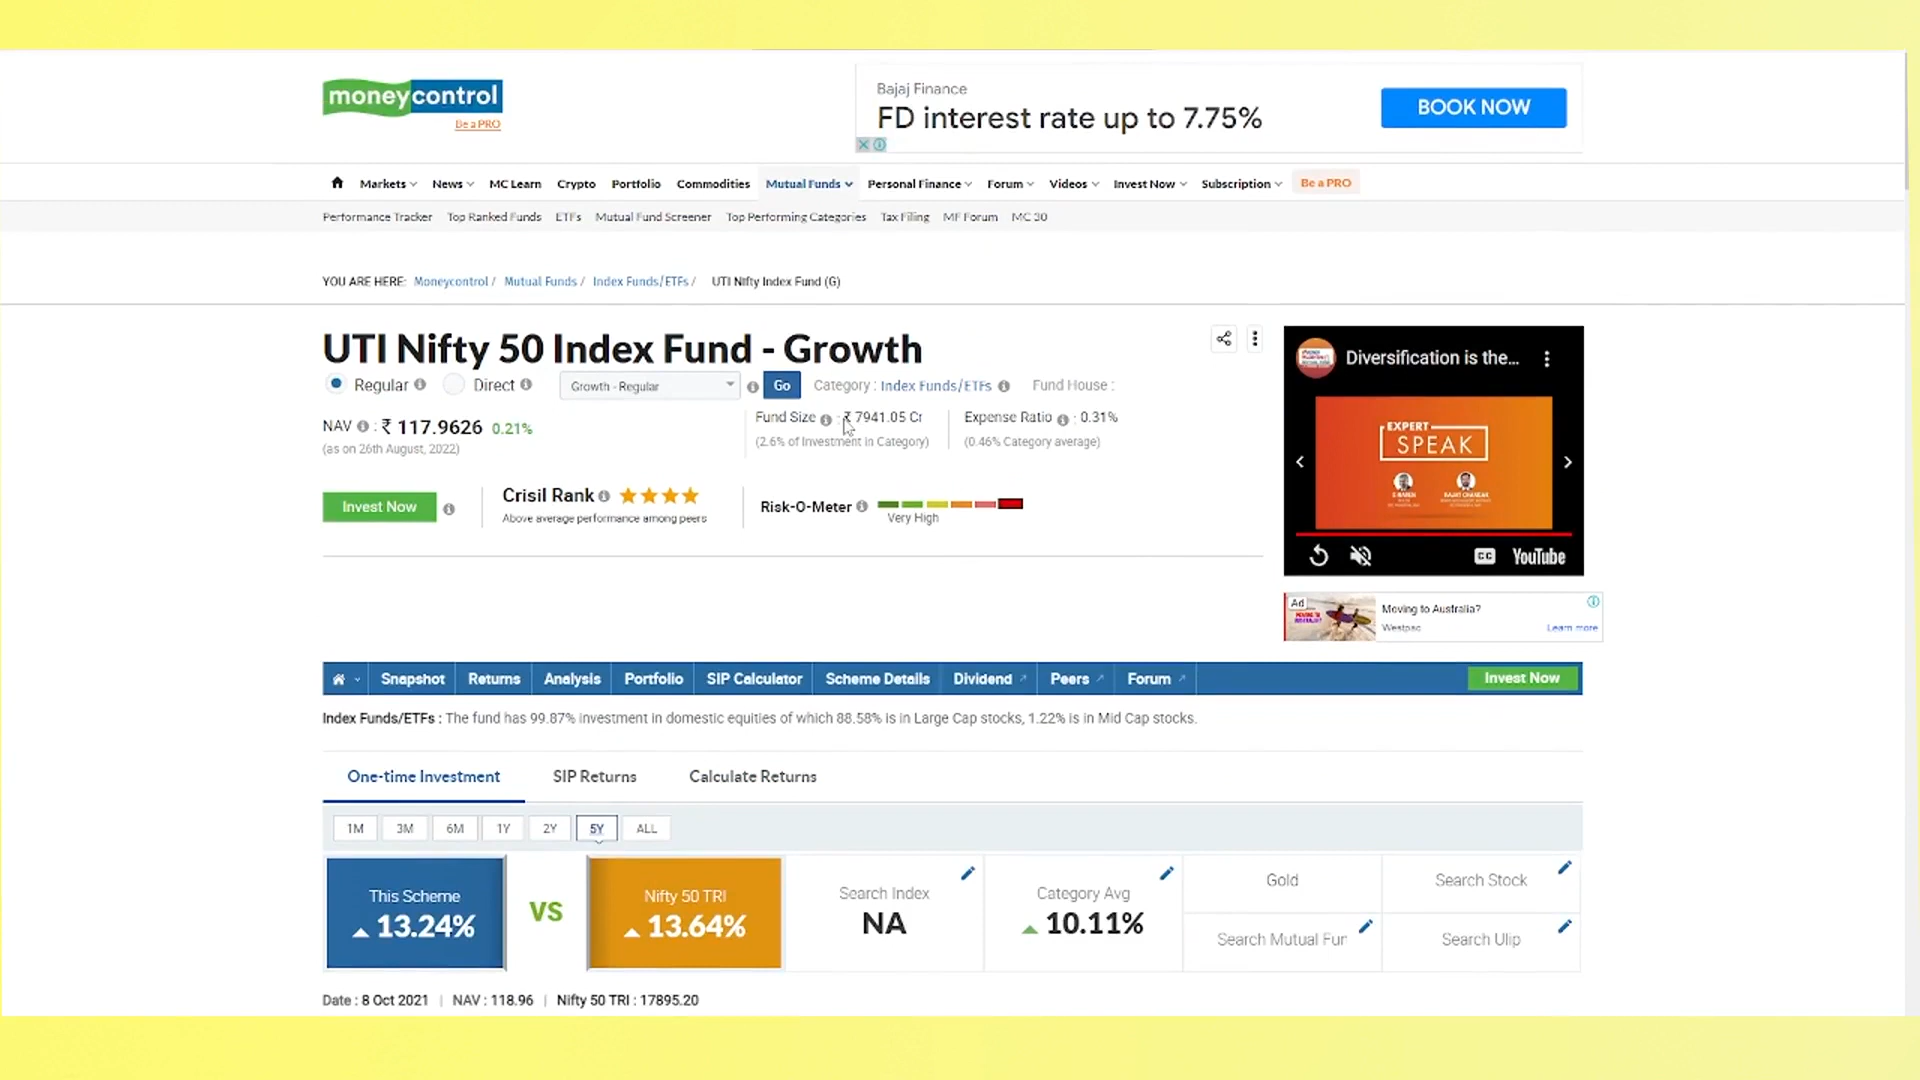 moneycontrol
Be a PRO
Bajaj Finance
FD interest rate up to 7.75%
BOOK NOW
Markets News MC Learn Crypto Portfolio Commodities Mutual Funds Personal Finance Forum Videos Invest Now Subscription Be a PRO
Performance Tracker Top Ranked Funds ETFs Mutual Fund Screener Top Performing Categories Tax Filing MF Forum MC 30
YOU ARE HERE: Moneycontrol / Mutual Funds / Index Funds/ETFs / UTI Nifty Index Fund (G)
UTI Nifty 50 Index Fund - Growth
Regular Direct Growth - Regular Go Category : Index Funds/ETFs Fund House :
NAV : ₹ 117.9626 0.21%
(as on 26th August, 2022)
Fund Size : ₹ 7941.05 Cr
(2.6% of Investment in Category)
Expense Ratio : 0.31%
(0.46% Category average)
Invest Now
Crisil Rank
Above average performance among peers
Risk-O-Meter
Very High
Diversification is the...
EXPERT
SPEAK
CC YouTube
Ad
Moving to Australia?
Westpac
Learn more
Snapshot Returns Analysis Portfolio SIP Calculator Scheme Details Dividend Peers Forum Invest Now
Index Funds/ETFs : The fund has 99.87% investment in domestic equities of which 88.58% is in Large Cap stocks, 1.22% is in Mid Cap stocks.
One-time Investment SIP Returns Calculate Returns
1M 3M 6M 1Y 2Y 5Y ALL
This Scheme
13.24%
VS
Nifty 50 TRI
13.64%
Search Index
NA
Category Avg
10.11%
Gold
Search Stock
Search Mutual Fun
Search Ulip
Date : 8 Oct 2021 | NAV : 118.96 | Nifty 50 TRI : 17895.20